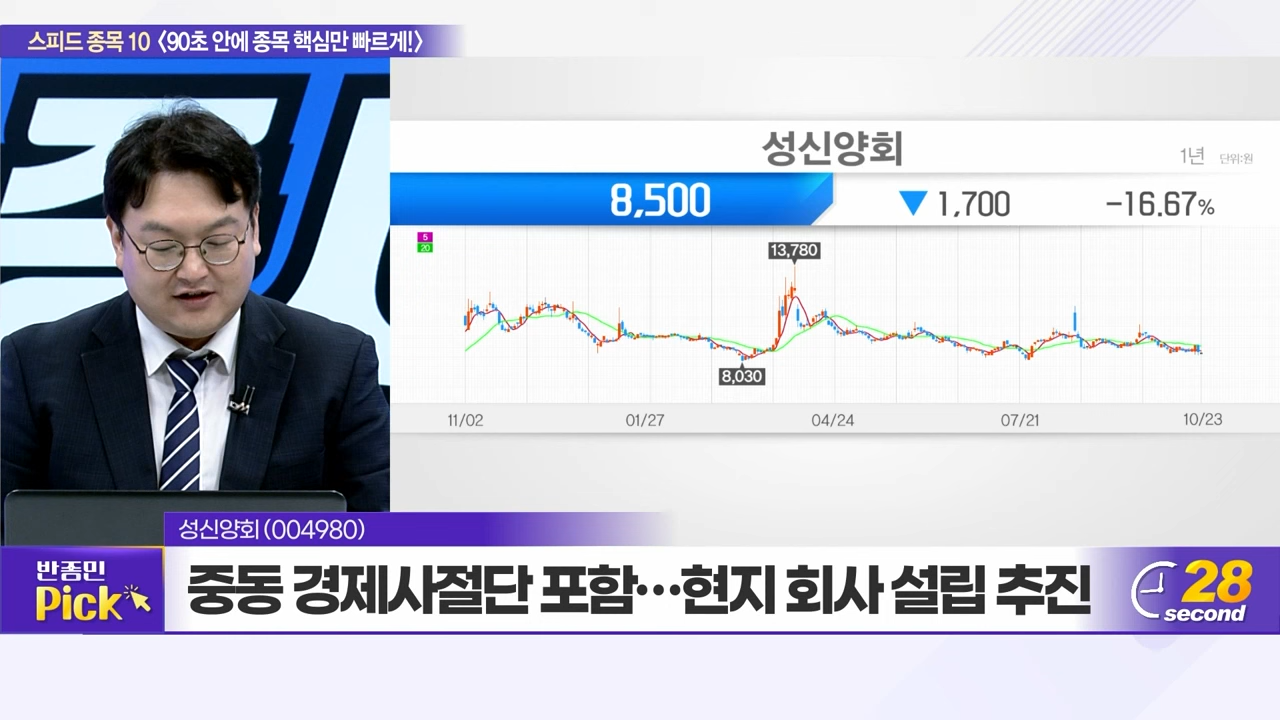 스피드 종목 10 〈90초 안에 종목 핵심만 빠르게!〉
성신양회
1년 단위:원
8,500 ▼ 1,700 -16.67%
5
20
13,780
8,030
11/02 01/27 04/24 07/21 10/23
성신양회(004980)
반종민
Pick
중동 경제사절단 포함…현지 회사 설립 추진
28
second